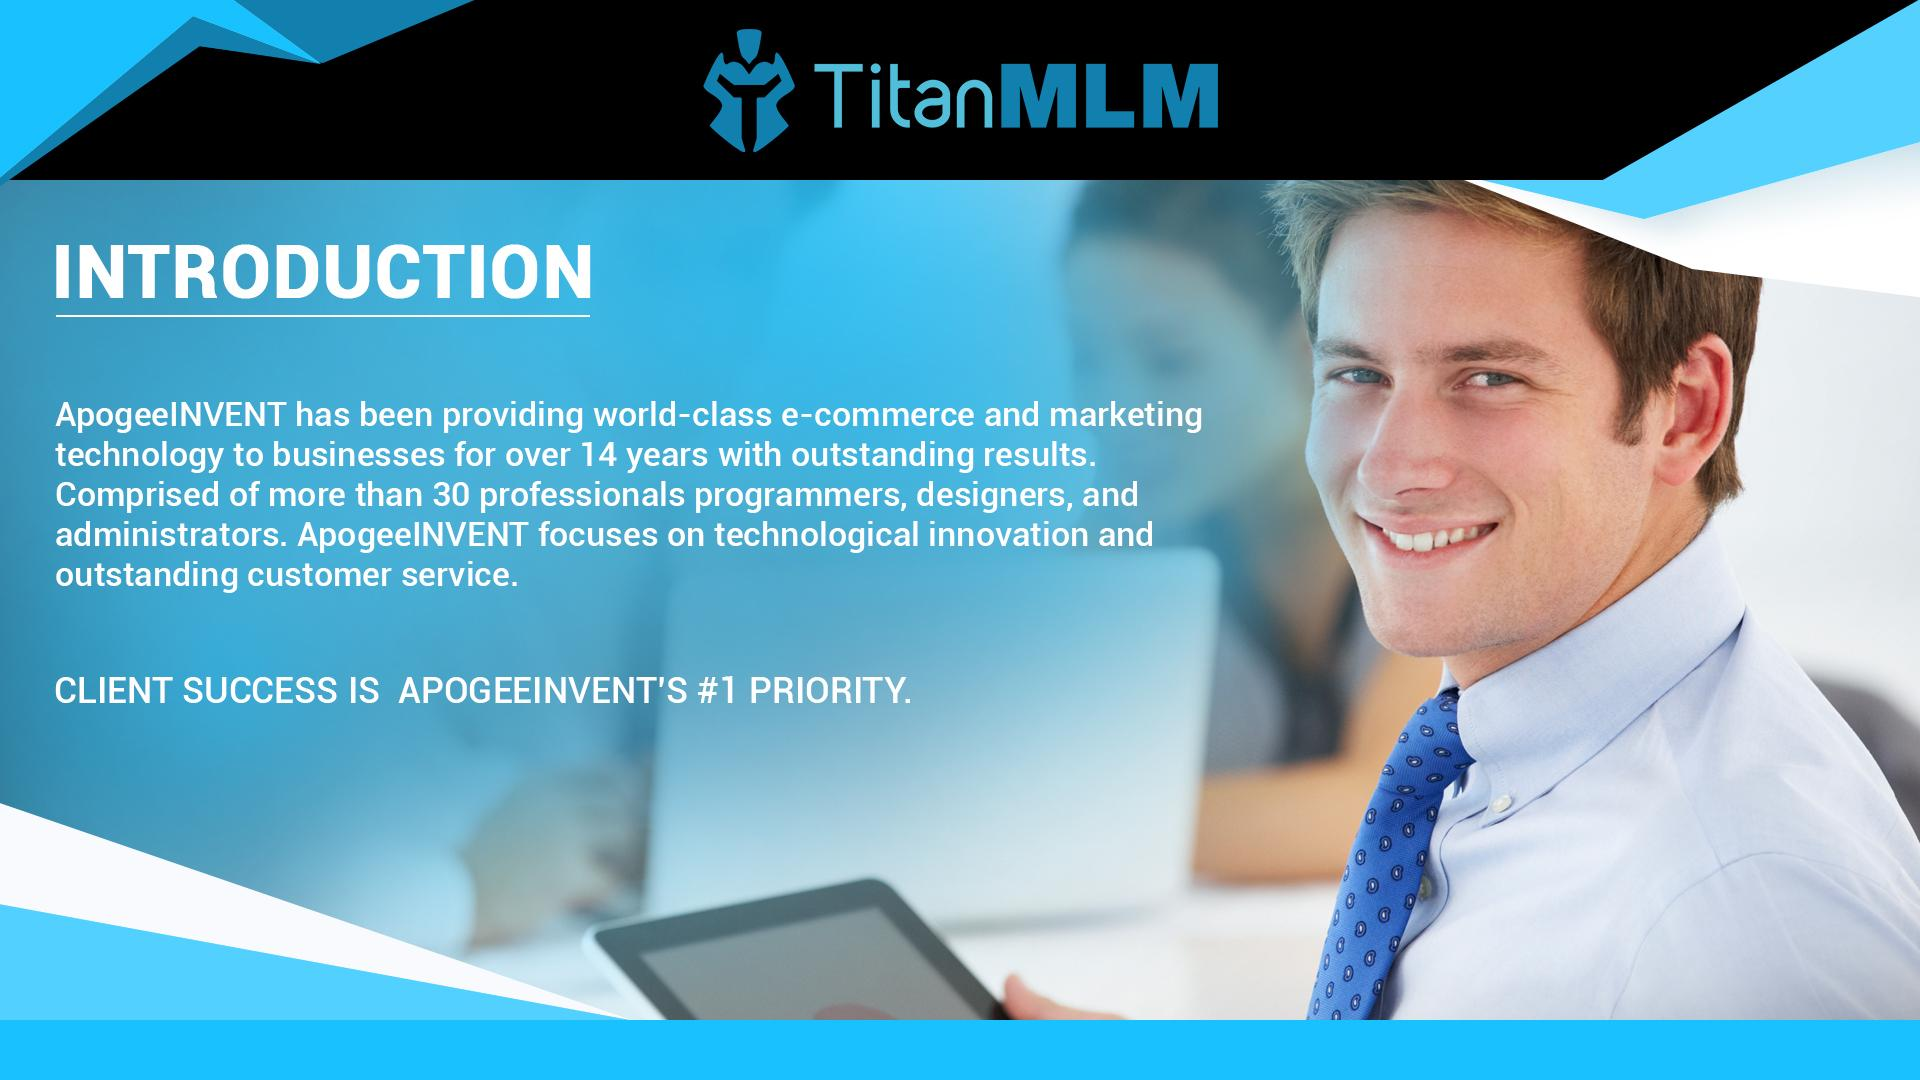 TitanMLM
INTRODUCTION
ApogeeINVENT has been providing world-class e-commerce and marketing
technology to businesses for over 14 years with outstanding results.
Comprised of more than 30 professionals programmers, designers, and
administrators. ApogeeINVENT focuses on technological innovation and
outstanding customer service.
CLIENT SUCCESS IS  APOGEEINVENT'S #1 PRIORITY.